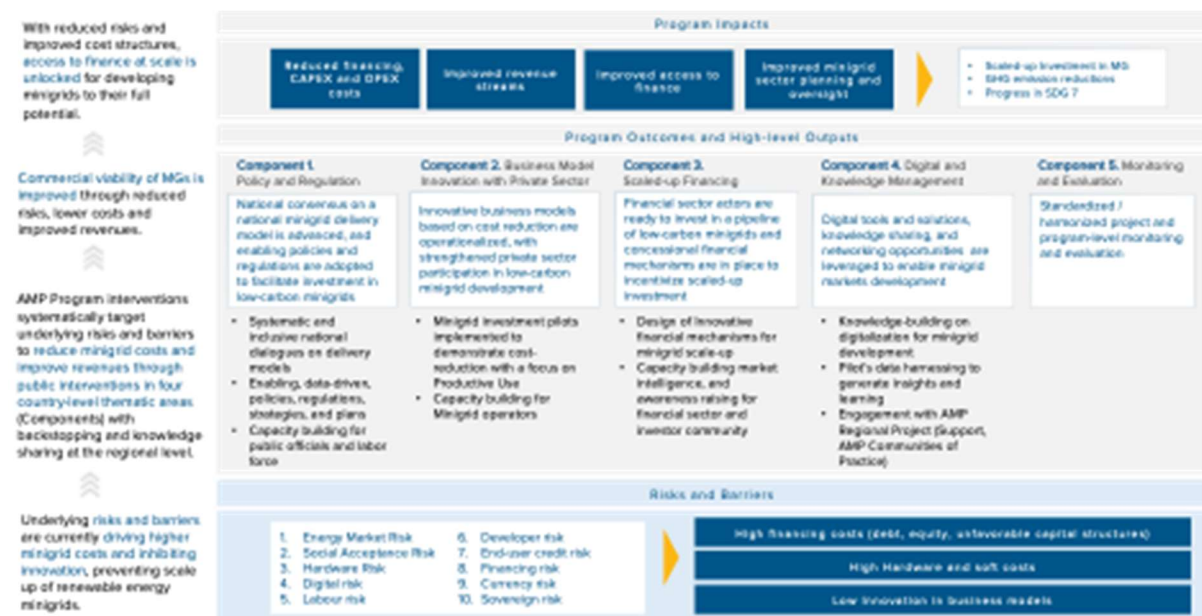 With reduced risks and
improved cost structures,
access to finance at scale is
unlocked for developing
minigrids to their full
potential.
Commercial viability of MGs is
improved through reduced
risks, lower costs and
improved revenues.
AMP Program interventions
systematically target
underlying risks and barriers
to reduce minigrid costs and
improve revenues through
public interventions in four
country-level thematic areas
(Components) with
backstopping and knowledge
sharing at the regional level.
Underlying risks and barriers
are currently driving higher
minigrid costs and inhibiting
innovation, preventing scale
up of renewable energy
minigrids.
Program Impacts
Reduced financing,
CAPEX and OPEX
costs
Improved revenue
streams
Improved access to
finance
Improved minigrid
sector planning and
oversight
• Scaled-up Investment in MG
• GHG emission reductions
• Progress in SDG 7
Program Outcomes and High-level Outputs
Component 1.
Policy and Regulation
National consensus on a
national minigrid delivery
model is advanced, and
enabling policies and
regulations are adopted
to facilitate investment in
low-carbon minigrids
• Systematic and
inclusive national
dialogues on delivery
models
• Enabling, data-driven,
policies, regulations,
strategies, and plans
• Capacity building for
public officials and labor
force
Component 2. Business Model
Innovation with Private Sector
Innovative business models
based on cost reduction are
operationalized, with
strengthened private sector
participation in low-carbon
minigrid development
• Minigrid investment pilots
implemented to
demonstrate cost-
reduction with a focus on
Productive Use
• Capacity building for
Minigrid operators
Component 3.
Scaled-up Financing
Financial sector actors are
ready to invest in a pipeline
of low-carbon minigrids and
concessional financial
mechanisms are in place to
incentivize scaled-up
investment
• Design of Innovative
financial mechanisms for
minigrid scale-up
• Capacity building market
intelligence, and
awareness raising for
financial sector and
investor community
Component 4. Digital and
Knowledge Management
Digital tools and solutions,
knowledge sharing, and
networking opportunities are
leveraged to enable minigrid
markets development
• Knowledge-building on
digitalization for minigrid
development
• Pilot's data harnessing to
generate insights and
learning
• Engagement with AMP
Regional Project (Support,
AMP Communities of
Practice)
Component 5. Monitoring
and Evaluation
Standardized /
harmonized project and
program-level monitoring
and evaluation
Risks and Barriers
1. Energy Market Risk
2. Social Acceptance Risk
3. Hardware Risk
4. Digital risk
5. Labour risk
6. Developer risk
7. End-user credit risk
8. Financing risk
9. Currency risk
10. Sovereign risk
High financing costs (debt, equity, unfavorable capital structures)
High Hardware and soft costs
Low innovation in business models